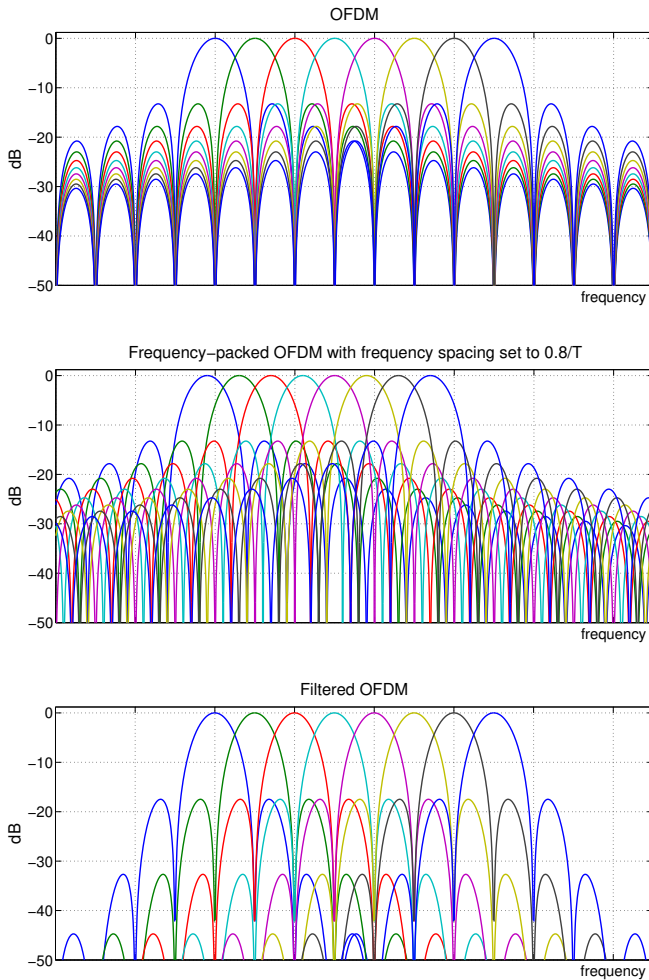 OFDM
0
−10
−20
−30
−40
−50
dB
frequency
Frequency−packed OFDM with frequency spacing set to 0.8/T
0
−10
−20
−30
−40
−50
dB
frequency
Filtered OFDM
0
−10
−20
−30
−40
−50
dB
frequency